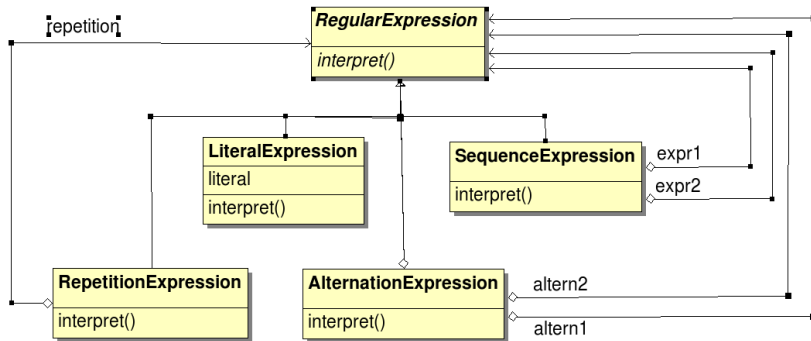 repetition
RegularExpression
interpret()
LiteralExpression
literal
interpret()
SequenceExpression
interpret()
expr1
expr2
RepetitionExpression
interpret()
AlternationExpression
interpret()
altern2
altern1